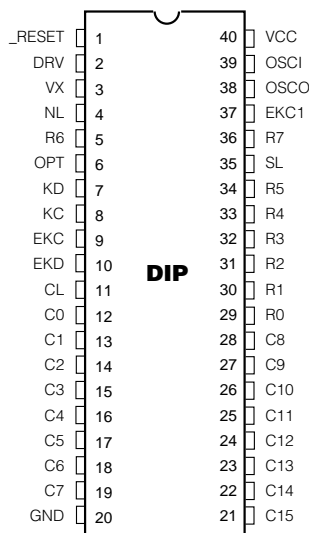 _RESET 1 40 VCC
DRV 2 39 OSCI
VX 3 38 OSCO
NL 4 37 EKC1
R6 5 36 R7
OPT 6 35 SL
KD 7 34 R5
KC 8 33 R4
EKC 9 32 R3
EKD 10 31 R2
DIP
CL 11 30 R1
C0 12 29 R0
C1 13 28 C8
C2 14 27 C9
C3 15 26 C10
C4 16 25 C11
C5 17 24 C12
C6 18 23 C13
C7 19 22 C14
GND 20 21 C15